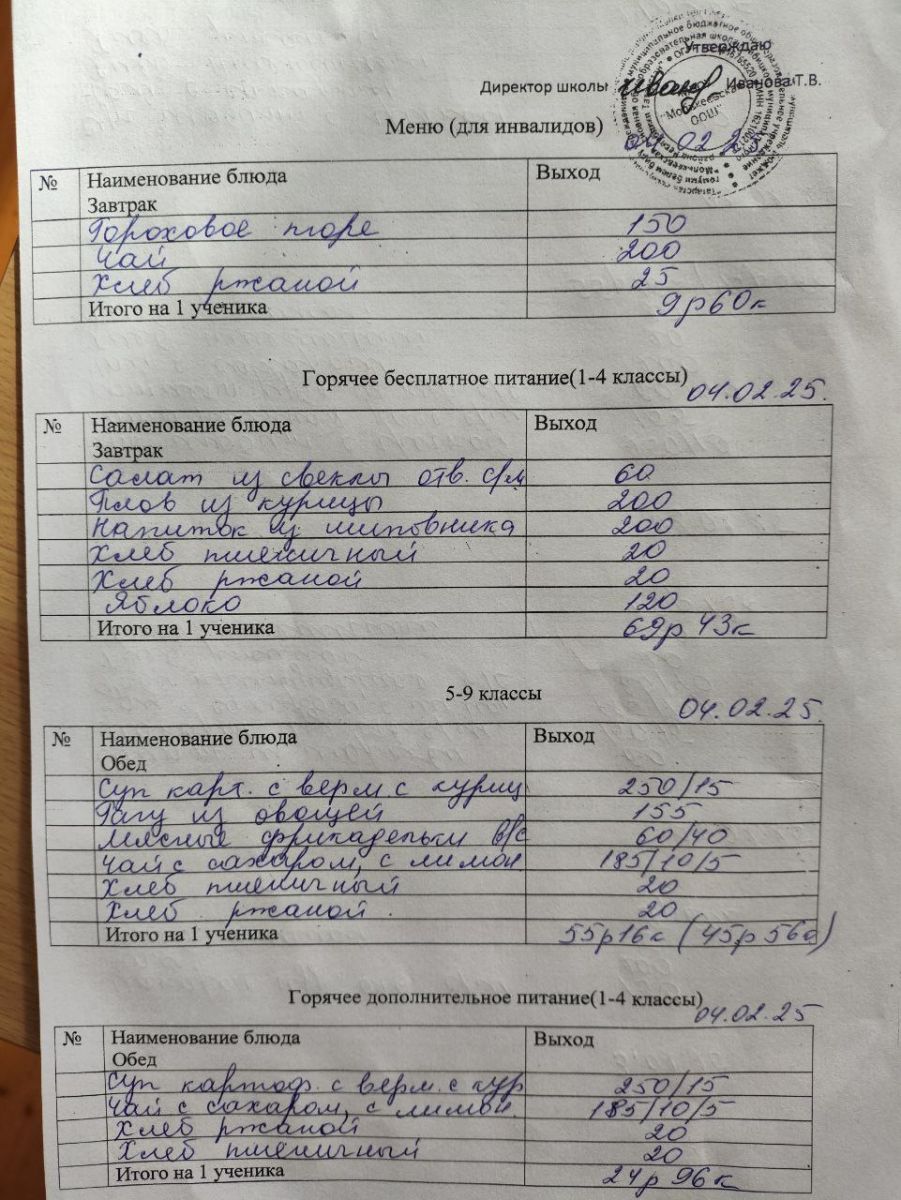 Утверждаю
Директор школы Иванова Т.В.
"Молькеевская
ООШ"
Меню (для инвалидов)
04.02.25
№ Наименование блюда Выход
Завтрак
Гороховое пюре 150
Чай 200
Хлеб ржаной 25
Итого на 1 ученика 9р60к
Горячее бесплатное питание(1-4 классы)
04.02.25.
№ Наименование блюда Выход
Завтрак
Салат из свеклы отв. с/м 60
Плов из курицы 200
Напиток из шиповника 200
Хлеб пшеничный 20
Хлеб ржаной 20
Яблоко 120
Итого на 1 ученика 69р 43к
5-9 классы
04.02.25.
№ Наименование блюда Выход
Обед
Суп карт. с верм. с куриц 250/15
Рагу из овощей 155
Мясные фрикадельки в/с 60/40
Чай с сахаром, с лимон. 185/10/5
Хлеб пшеничный 20
Хлеб ржаной. 20
Итого на 1 ученика 55р16к (45р56к)
Горячее дополнительное питание(1-4 классы)
04.02.25
№ Наименование блюда Выход
Обед
Суп картоф. с верм. с кур 250/15
Чай с сахаром, с лимон. 185/10/5
Хлеб ржаной 20
Хлеб пшеничный 20
Итого на 1 ученика 24р 96к